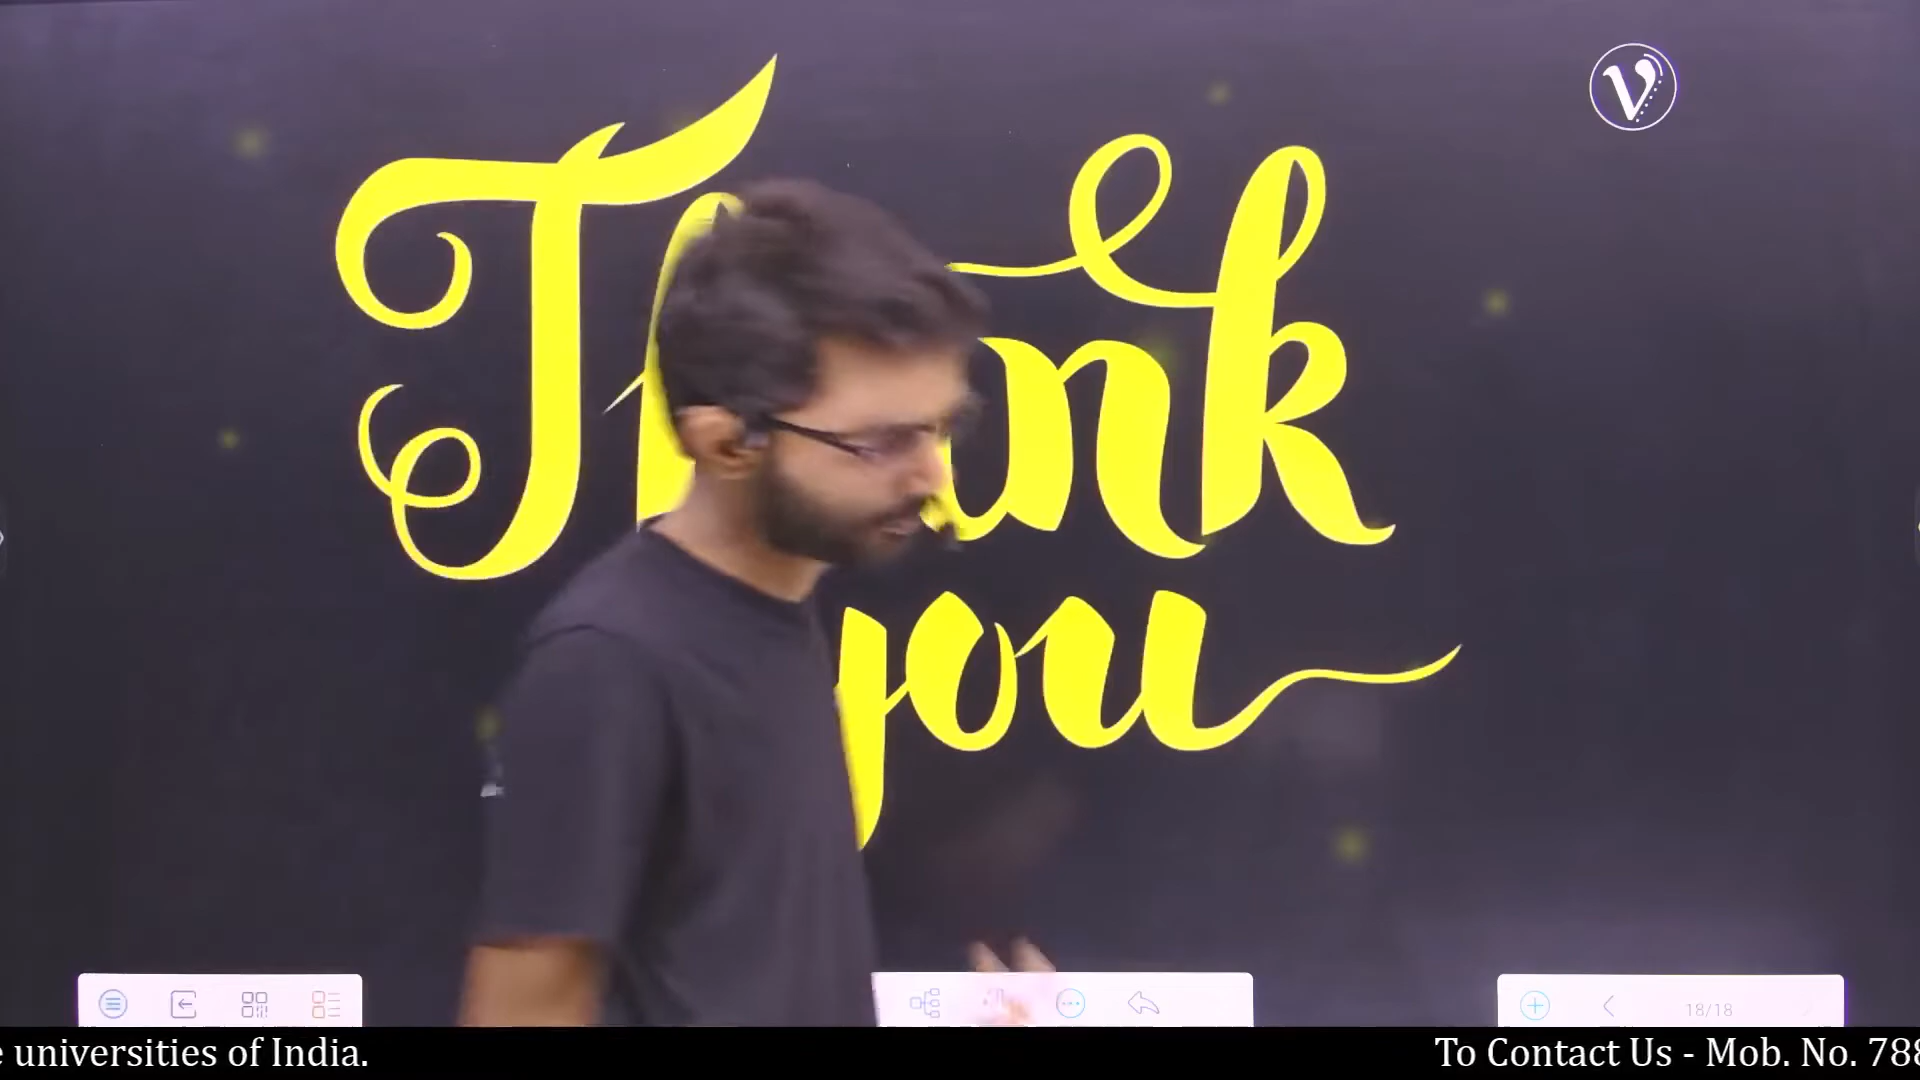 V
Thank
you
18/18
universities of India.
To Contact Us - Mob. No. 788